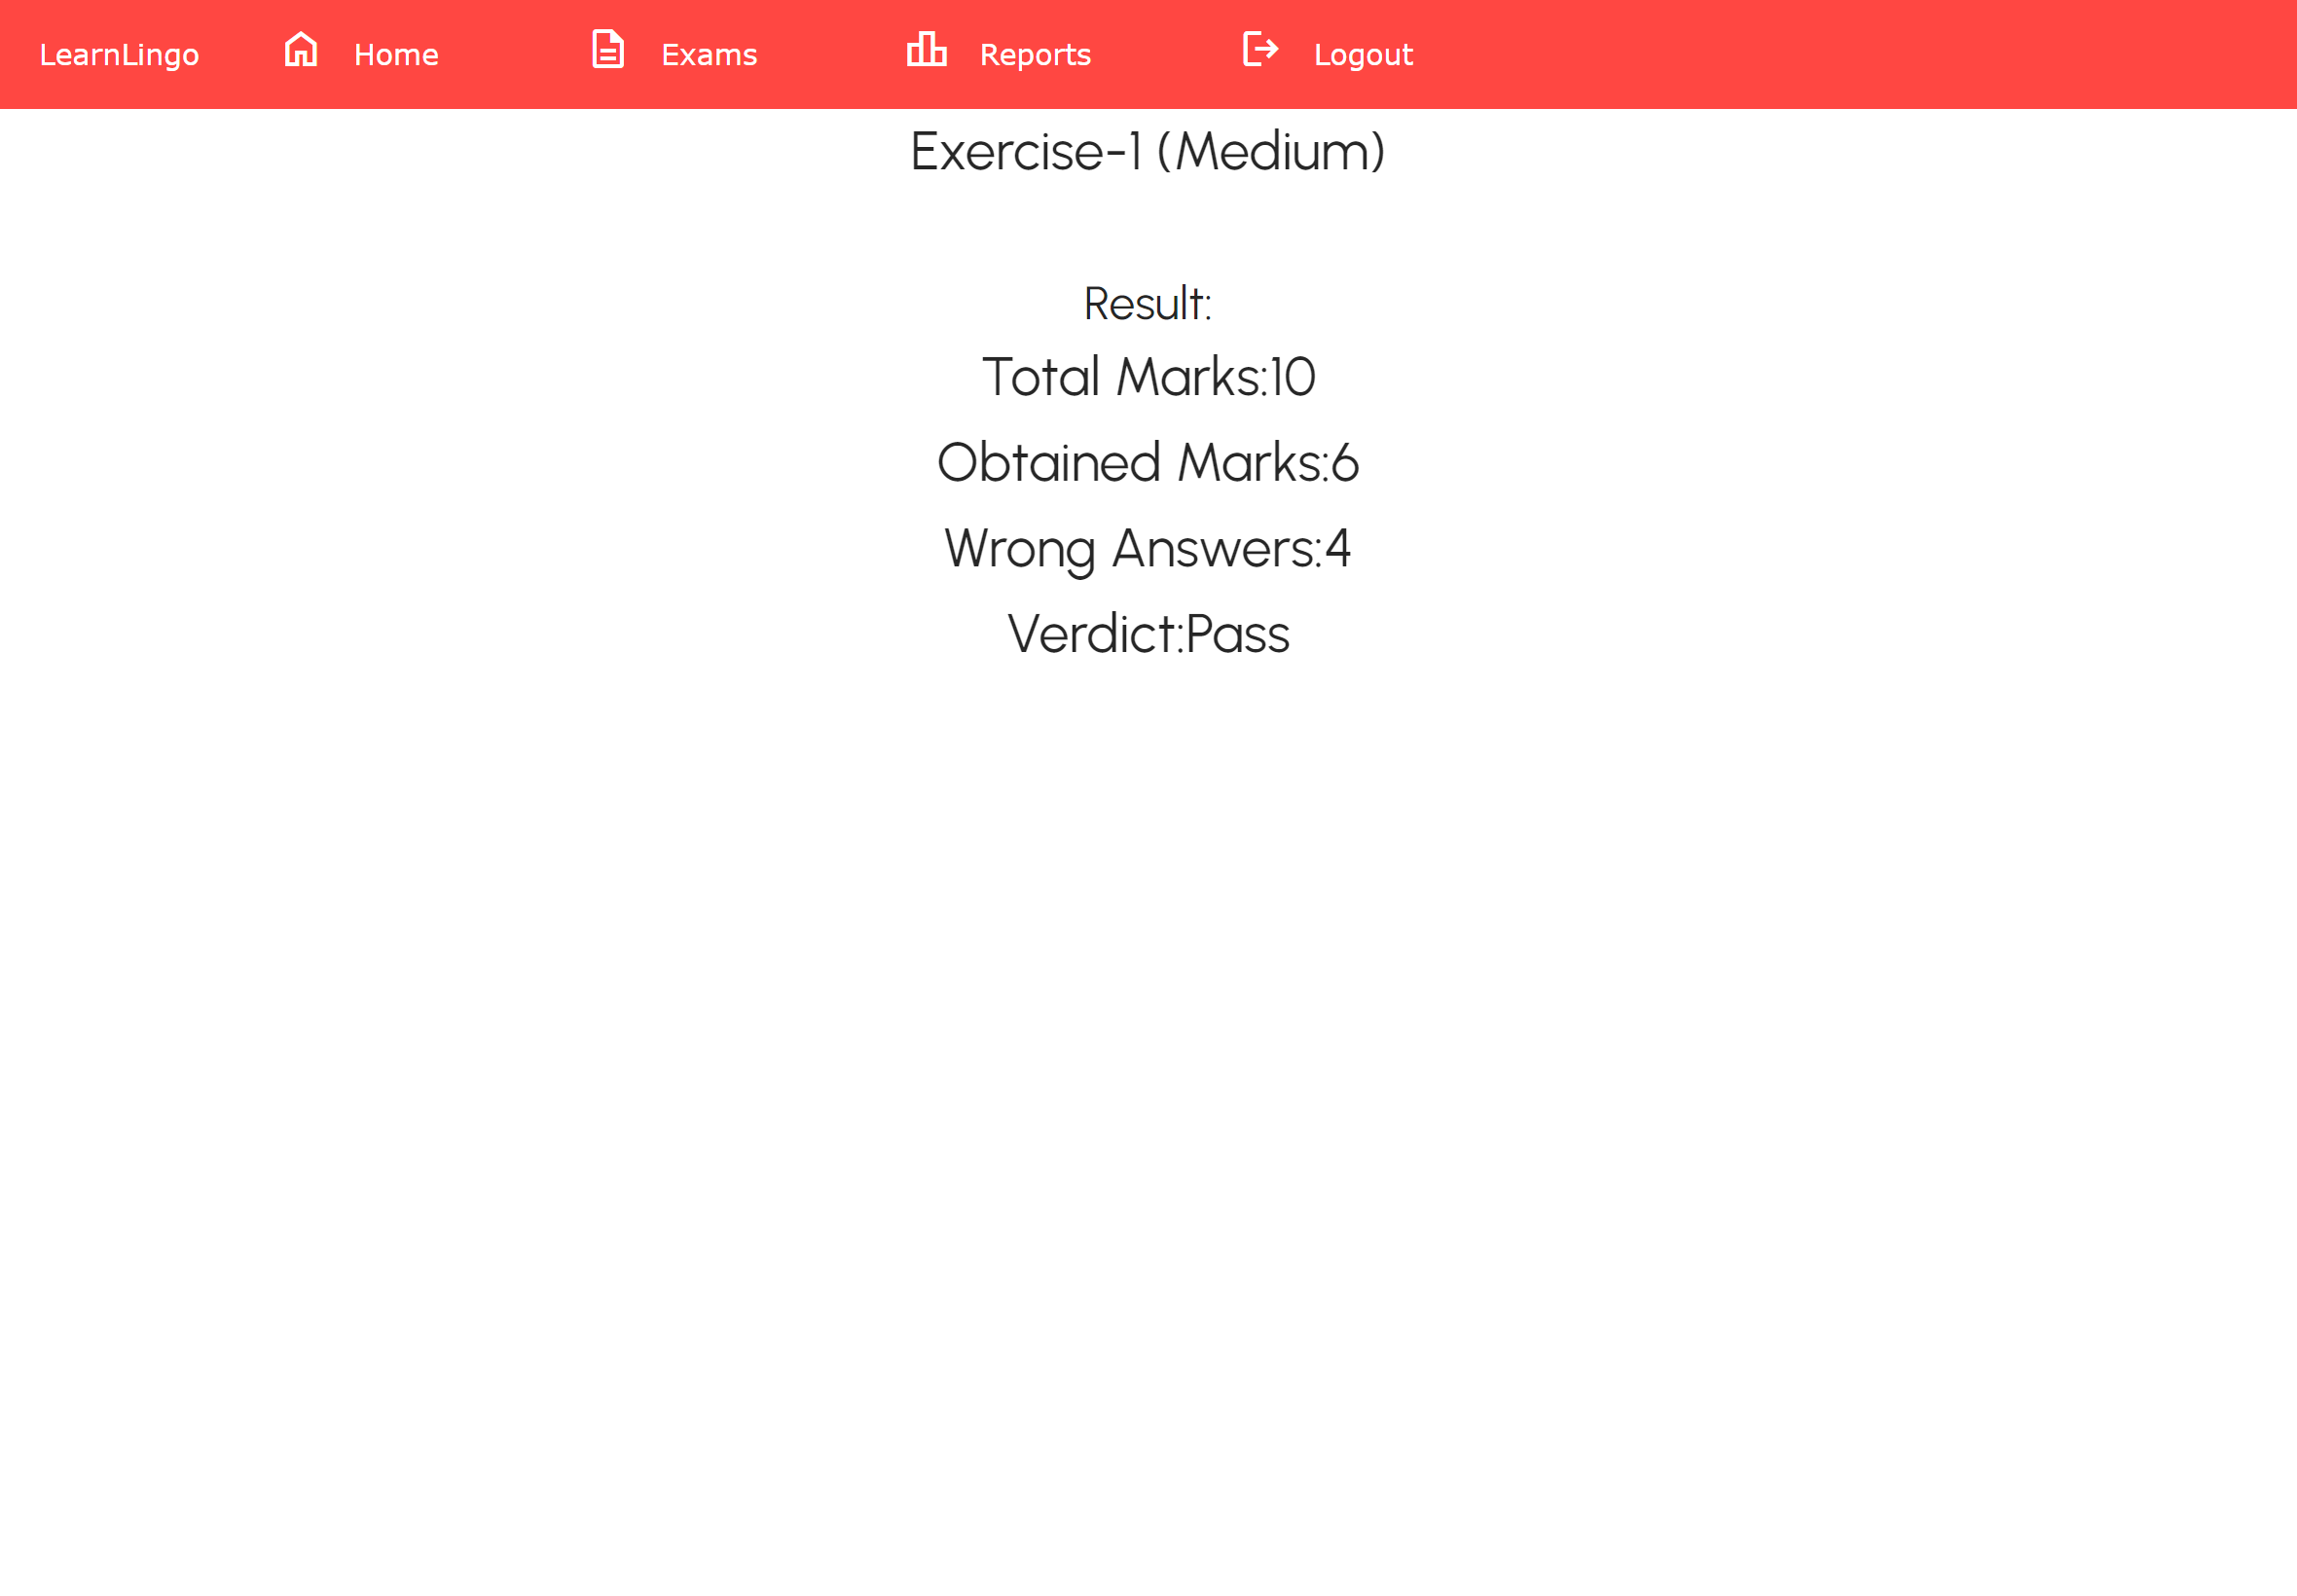 LearnLingo Home Exams Reports Logout
Exercise-1 (Medium)
Result:
Total Marks:10
Obtained Marks:6
Wrong Answers:4
Verdict:Pass